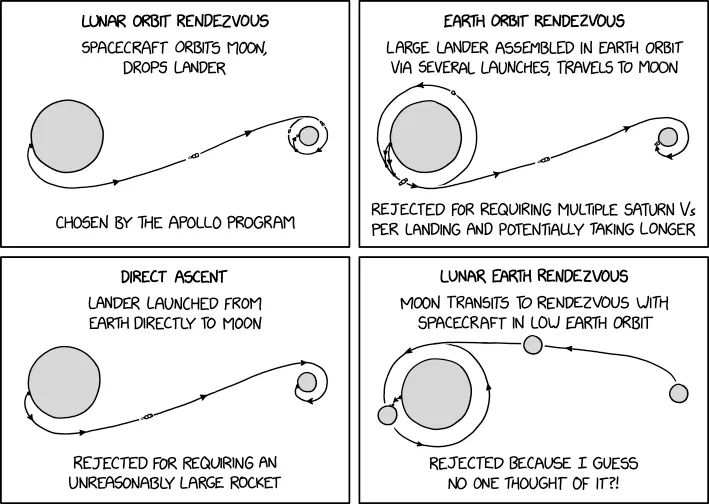 LUNAR ORBIT RENDEZVOUS
SPACECRAFT ORBITS MOON,
DROPS LANDER
CHOSEN BY THE APOLLO PROGRAM
EARTH ORBIT RENDEZVOUS
LARGE LANDER ASSEMBLED IN EARTH ORBIT
VIA SEVERAL LAUNCHES, TRAVELS TO MOON
REJECTED FOR REQUIRING MULTIPLE SATURN Vs
PER LANDING AND POTENTIALLY TAKING LONGER
DIRECT ASCENT
LANDER LAUNCHED FROM
EARTH DIRECTLY TO MOON
REJECTED FOR REQUIRING AN
UNREASONABLY LARGE ROCKET
LUNAR EARTH RENDEZVOUS
MOON TRANSITS TO RENDEZVOUS WITH
SPACECRAFT IN LOW EARTH ORBIT
REJECTED BECAUSE I GUESS
NO ONE THOUGHT OF IT?!